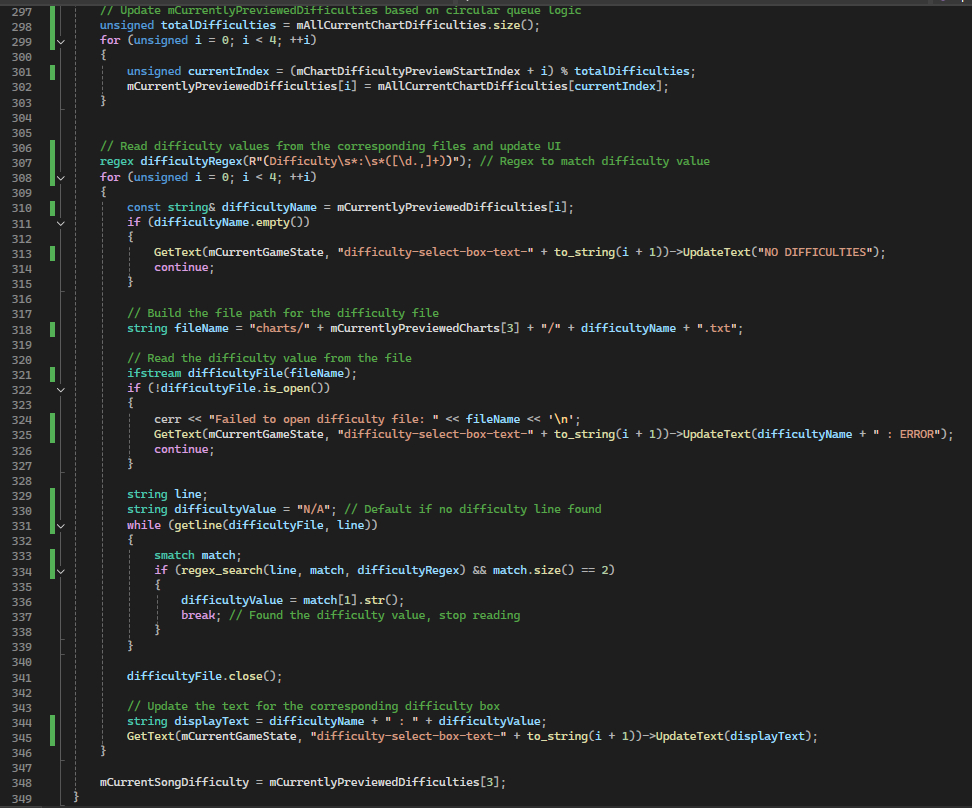 297 // Update mCurrentlyPreviewedDifficulties based on circular queue logic
298 unsigned totalDifficulties = mAllCurrentChartDifficulties.size();
299 for (unsigned i = 0; i < 4; ++i)
300 {
301 unsigned currentIndex = (mChartDifficultyPreviewStartIndex + i) % totalDifficulties;
302 mCurrentlyPreviewedDifficulties[i] = mAllCurrentChartDifficulties[currentIndex];
303 }
304
305
306 // Read difficulty values from the corresponding files and update UI
307 regex difficultyRegex(R"(Difficulty\s*:\s*([\d.,]+))"); // Regex to match difficulty value
308 for (unsigned i = 0; i < 4; ++i)
309 {
310 const string& difficultyName = mCurrentlyPreviewedDifficulties[i];
311 if (difficultyName.empty())
312 {
313 GetText(mCurrentGameState, "difficulty-select-box-text-" + to_string(i + 1))->UpdateText("NO DIFFICULTIES");
314 continue;
315 }
316
317 // Build the file path for the difficulty file
318 string fileName = "charts/" + mCurrentlyPreviewedCharts[3] + "/" + difficultyName + ".txt";
319
320 // Read the difficulty value from the file
321 ifstream difficultyFile(fileName);
322 if (!difficultyFile.is_open())
323 {
324 cerr << "Failed to open difficulty file: " << fileName << '\n';
325 GetText(mCurrentGameState, "difficulty-select-box-text-" + to_string(i + 1))->UpdateText(difficultyName + " : ERROR");
326 continue;
327 }
328
329 string line;
330 string difficultyValue = "N/A"; // Default if no difficulty line found
331 while (getline(difficultyFile, line))
332 {
333 smatch match;
334 if (regex_search(line, match, difficultyRegex) && match.size() == 2)
335 {
336 difficultyValue = match[1].str();
337 break; // Found the difficulty value, stop reading
338 }
339 }
340
341 difficultyFile.close();
342
343 // Update the text for the corresponding difficulty box
344 string displayText = difficultyName + " : " + difficultyValue;
345 GetText(mCurrentGameState, "difficulty-select-box-text-" + to_string(i + 1))->UpdateText(displayText);
346 }
347
348 mCurrentSongDifficulty = mCurrentlyPreviewedDifficulties[3];
349 }